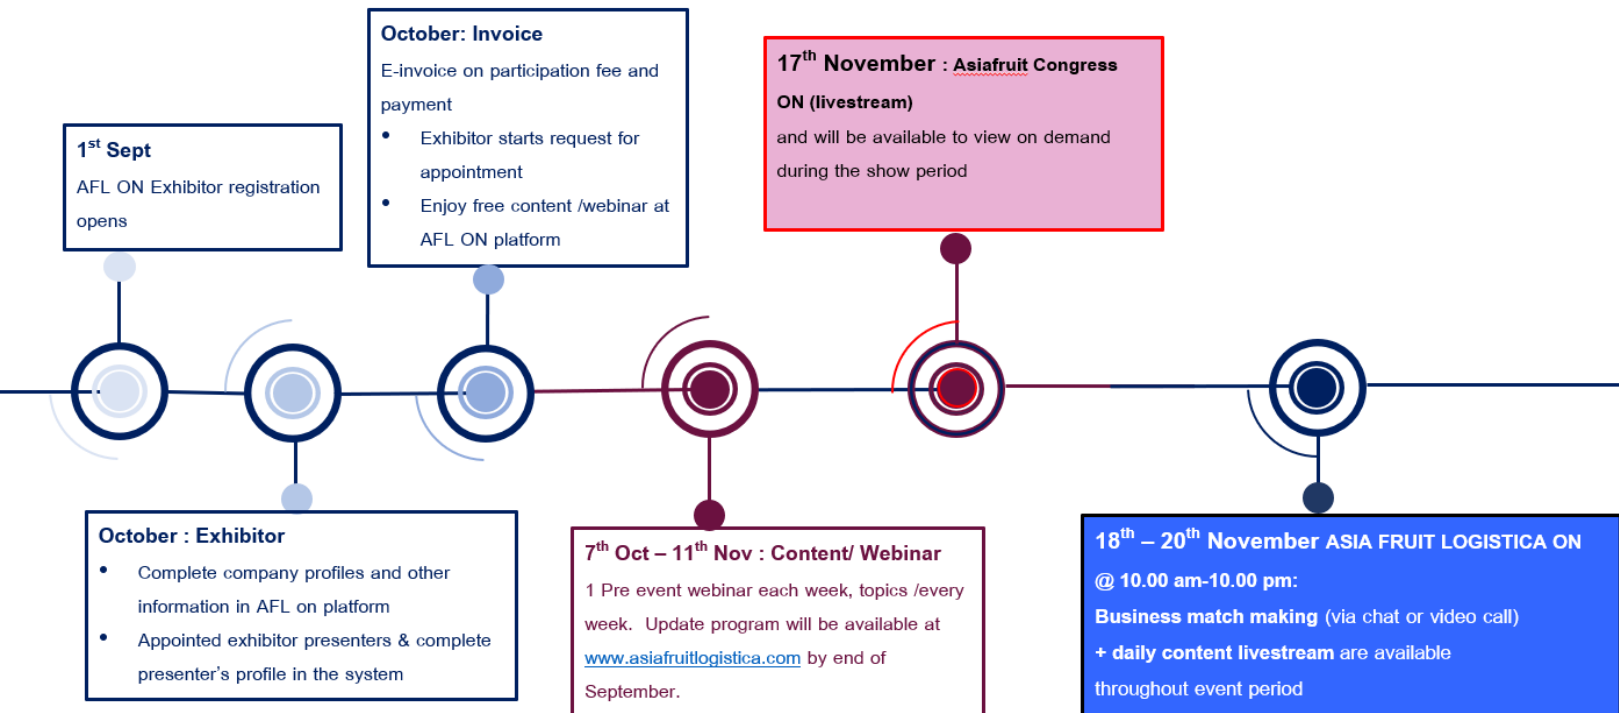 1st Sept
AFL ON Exhibitor registration
opens
October : Exhibitor
• Complete company profiles and other
information in AFL on platform
• Appointed exhibitor presenters & complete
presenter's profile in the system
October: Invoice
E-invoice on participation fee and
payment
• Exhibitor starts request for
appointment
• Enjoy free content /webinar at
AFL ON platform
7th Oct – 11th Nov : Content/ Webinar
1 Pre event webinar each week, topics /every
week. Update program will be available at
www.asiafruitlogistica.com by end of
September.
17th November : Asiafruit Congress
ON (livestream)
and will be available to view on demand
during the show period
18th – 20th November ASIA FRUIT LOGISTICA ON
@ 10.00 am-10.00 pm:
Business match making (via chat or video call)
+ daily content livestream are available
throughout event period